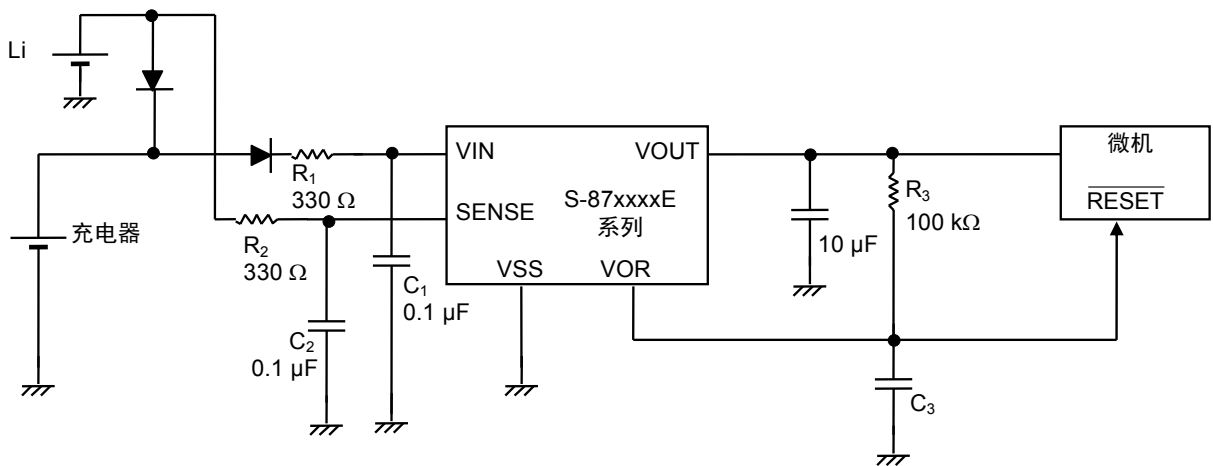 Li
充电器
R₁
330 Ω
R₂
330 Ω
C₁
0.1 µF
C₂
0.1 µF
VIN
VOUT
SENSE
S-87xxxxE
系列
VSS
VOR
10 µF
R₃
100 kΩ
C₃
微机
R̅E̅S̅E̅T̅